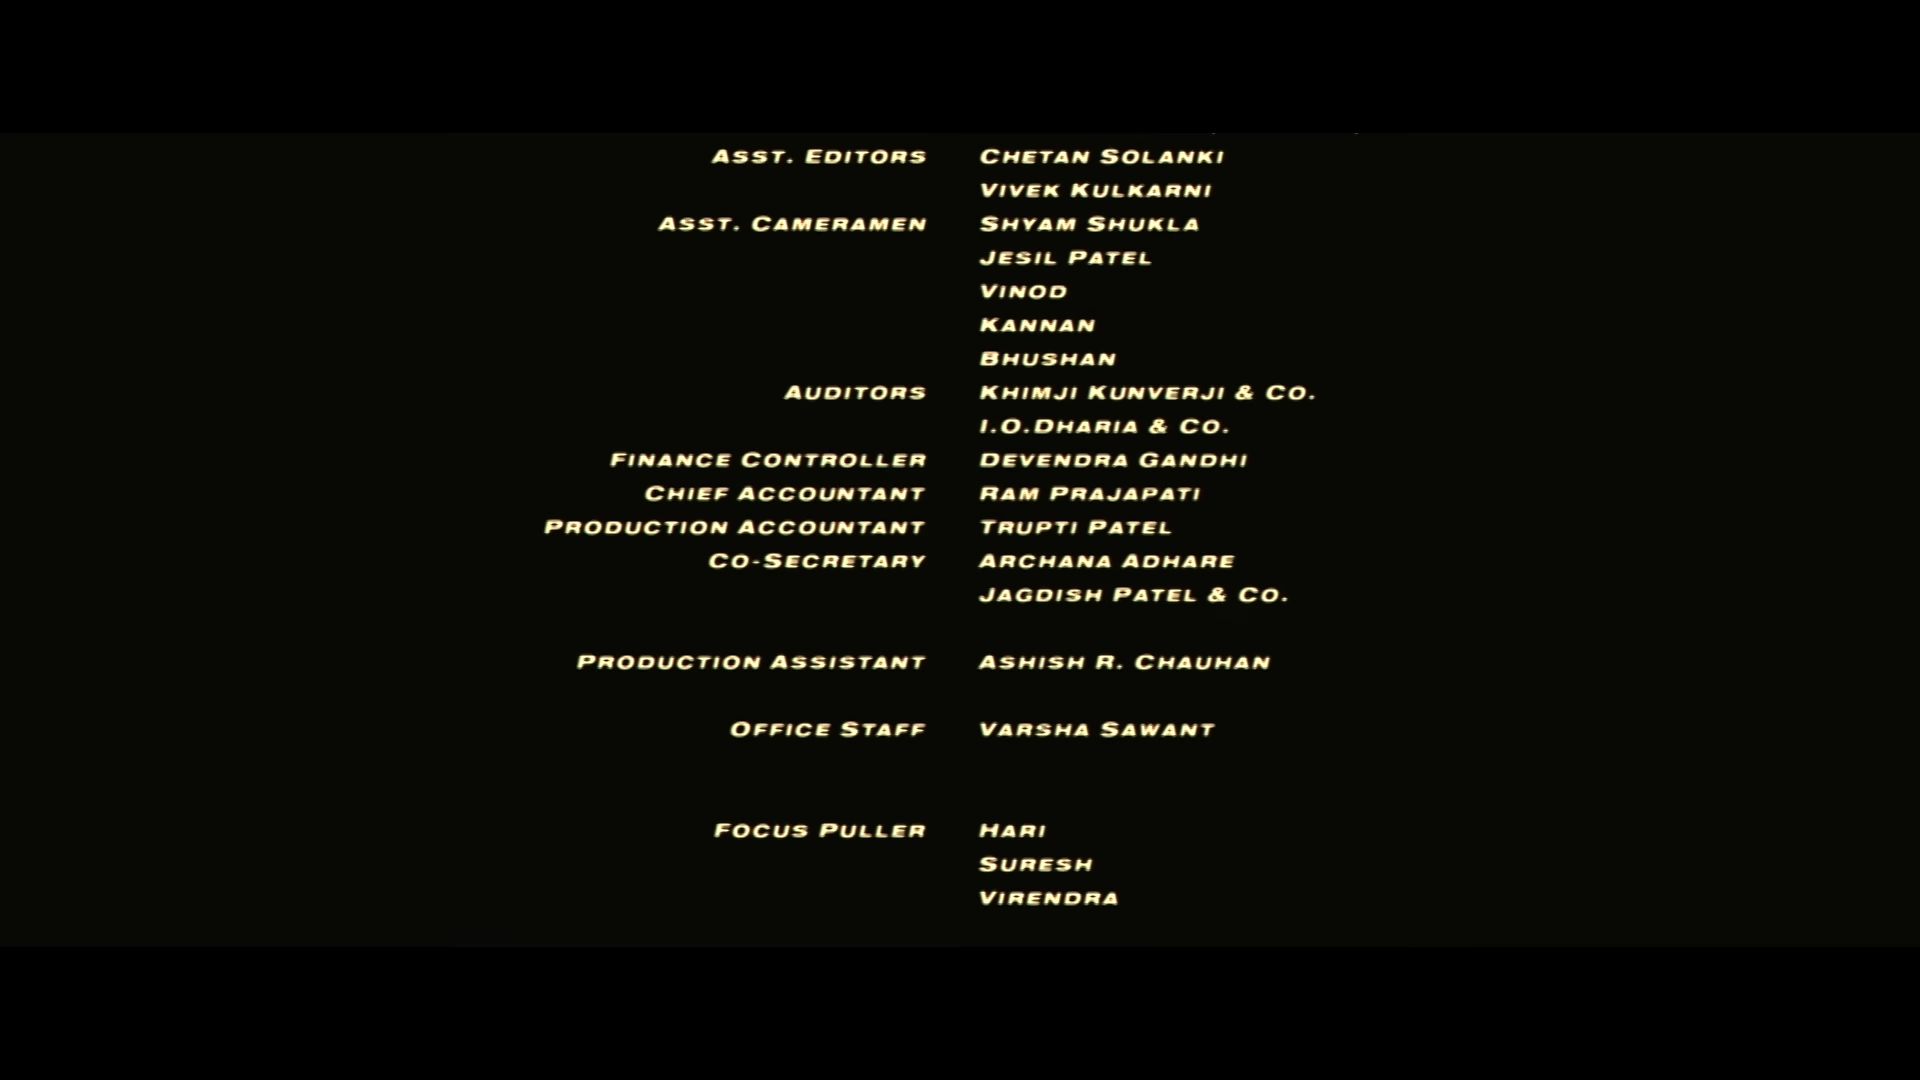 Asst. Editors Chetan Solanki
Vivek Kulkarni
Asst. Cameramen Shyam Shukla
Jesil Patel
Vinod
Kannan
Bhushan
Auditors Khimji Kunverji & Co.
I.O.Dharia & Co.
Finance Controller Devendra Gandhi
Chief Accountant Ram Prajapati
Production Accountant Trupti Patel
Co-Secretary Archana Adhare
Jagdish Patel & Co.
Production Assistant Ashish R. Chauhan
Office Staff Varsha Sawant
Focus Puller Hari
Suresh
Virendra